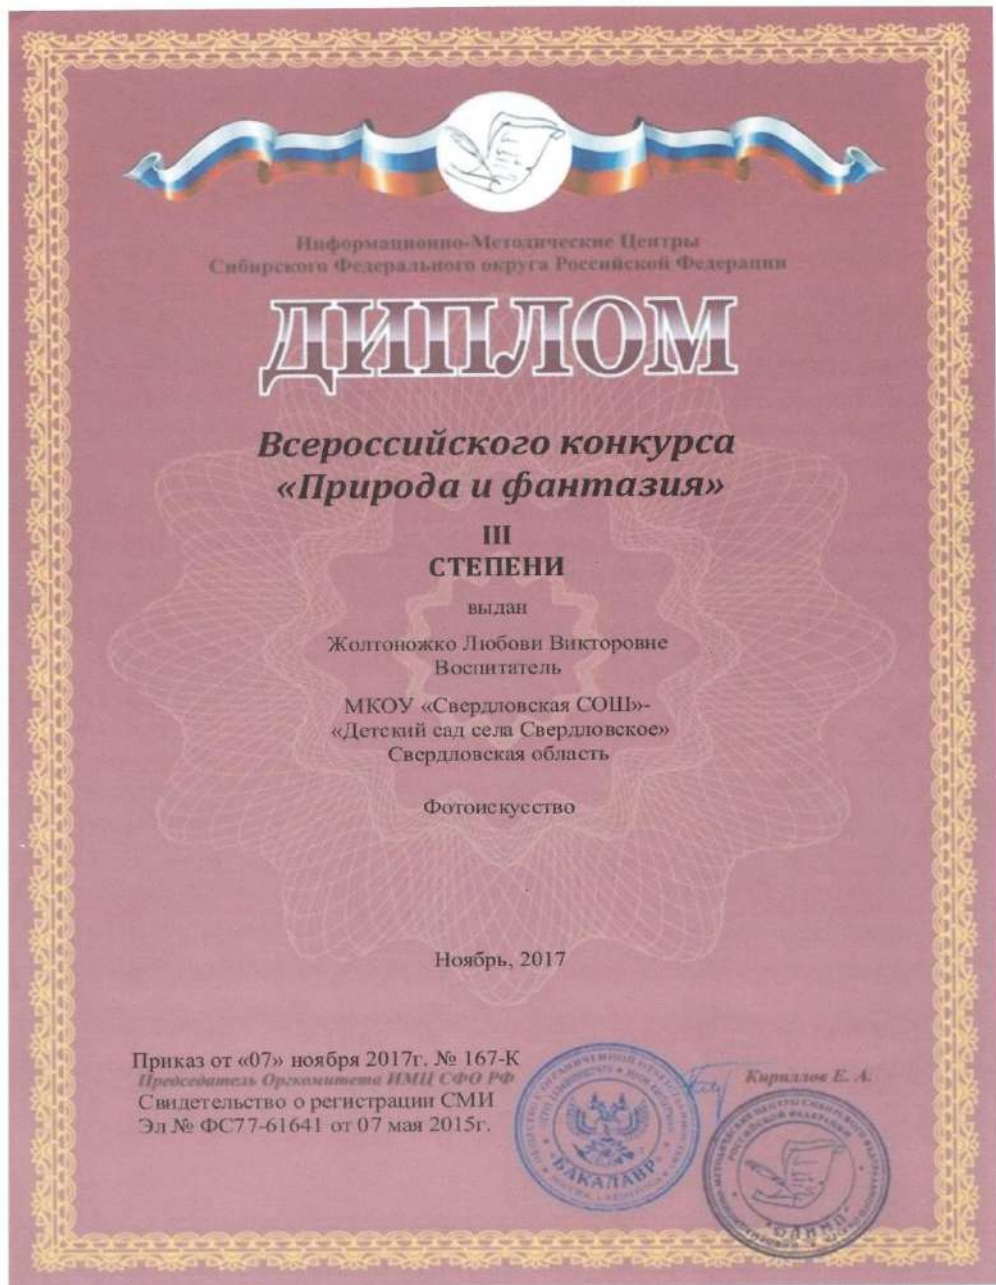 Информационно-Методические Центры
Сибирского Федерального округа Российской Федерации
ДИПЛОМ
Всероссийского конкурса
«Природа и фантазия»
III
СТЕПЕНИ
выдан
Жолтоножко Любови Викторовне
Воспитатель
МКОУ «Свердловская СОШ»-
«Детский сад села Свердловское»
Свердловская область
Фотоискусство
Ноябрь, 2017
Приказ от «07» ноября 2017г. № 167-К
Председатель Оргкомитета ИМЦ СФО РФ
Кириллов Е. А.
Свидетельство о регистрации СМИ
Эл № ФС77-61641 от 07 мая 2015г.
БАКАЛАВР
РОССИЙСКОЙ ФЕДЕРАЦИИ